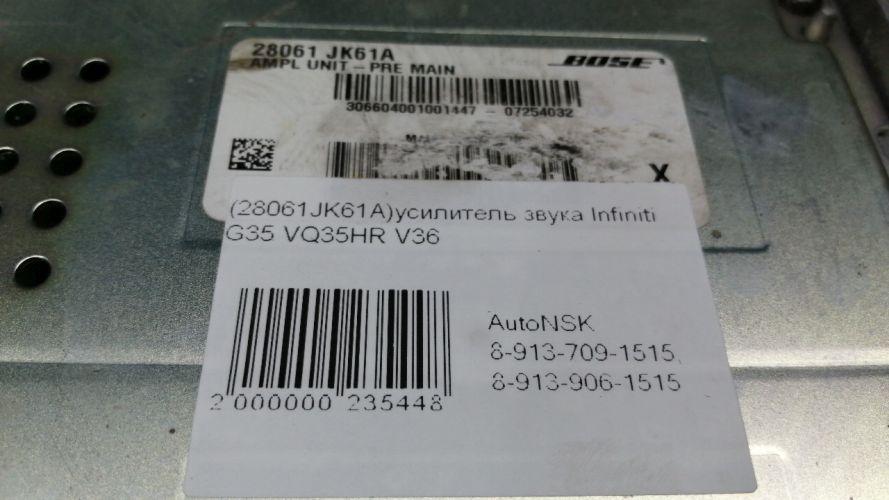 28061 JK61A
BOSE
AMPL UNIT - PRE MAIN
306604001001447 - 07254032
X
(28061JK61A)усилитель звука Infiniti
G35 VQ35HR V36
AutoNSK
8-913-709-1515,
8-913-906-1515
2 000000 235448